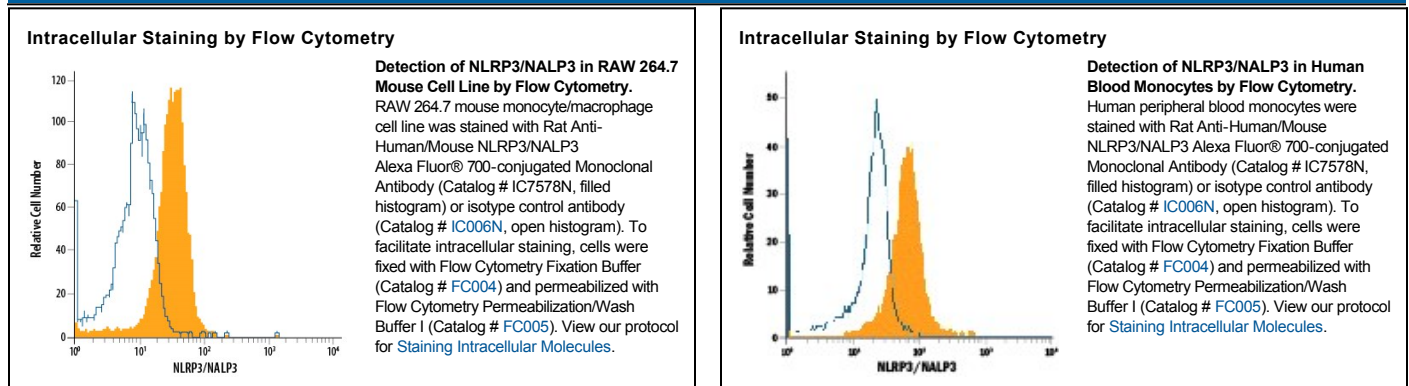 Intracellular Staining by Flow Cytometry
120
100
80
60
40
20
0
Relative Cell Number
10⁰ 10¹ 10² 10³ 10⁴
NLRP3/NALP3
Detection of NLRP3/NALP3 in RAW 264.7
Mouse Cell Line by Flow Cytometry.
RAW 264.7 mouse monocyte/macrophage
cell line was stained with Rat Anti-
Human/Mouse NLRP3/NALP3
Alexa Fluor® 700-conjugated Monoclonal
Antibody (Catalog # IC7578N, filled
histogram) or isotype control antibody
(Catalog # IC006N, open histogram). To
facilitate intracellular staining, cells were
fixed with Flow Cytometry Fixation Buffer
(Catalog # FC004) and permeabilized with
Flow Cytometry Permeabilization/Wash
Buffer I (Catalog # FC005). View our protocol
for Staining Intracellular Molecules.
Intracellular Staining by Flow Cytometry
50
40
30
20
10
0
Relative Cell Number
NLRP3/NALP3
Detection of NLRP3/NALP3 in Human
Blood Monocytes by Flow Cytometry.
Human peripheral blood monocytes were
stained with Rat Anti-Human/Mouse
NLRP3/NALP3 Alexa Fluor® 700-conjugated
Monoclonal Antibody (Catalog # IC7578N,
filled histogram) or isotype control antibody
(Catalog # IC006N, open histogram). To
facilitate intracellular staining, cells were
fixed with Flow Cytometry Fixation Buffer
(Catalog # FC004) and permeabilized with
Flow Cytometry Permeabilization/Wash
Buffer I (Catalog # FC005). View our protocol
for Staining Intracellular Molecules.